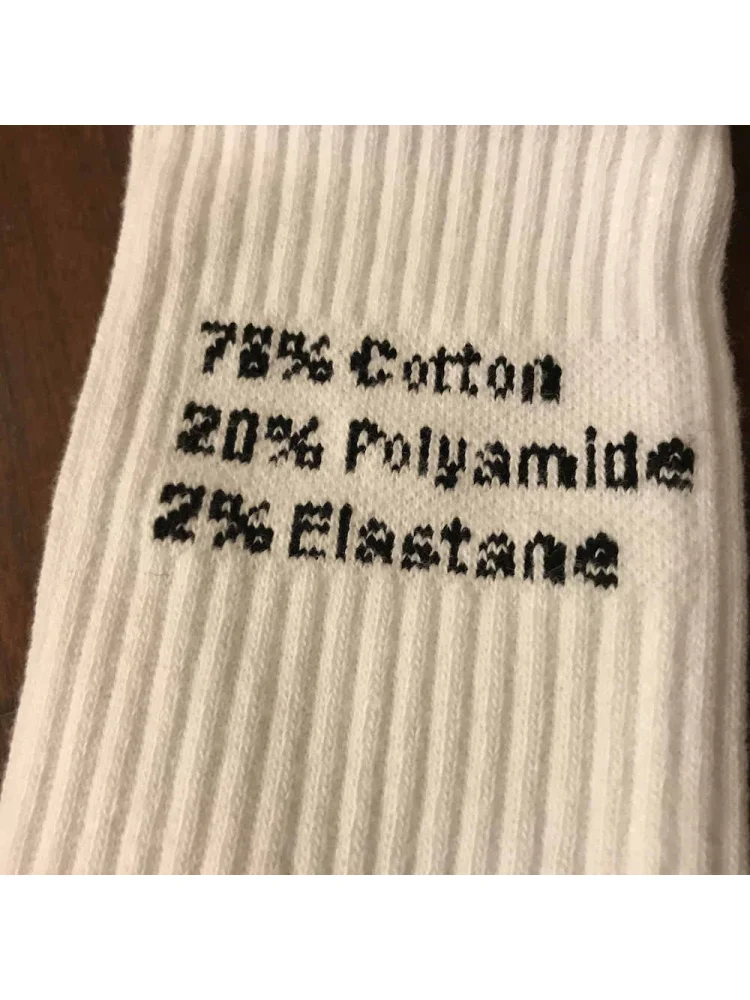 78% Cotton
20% Polyamide
2% Elastane